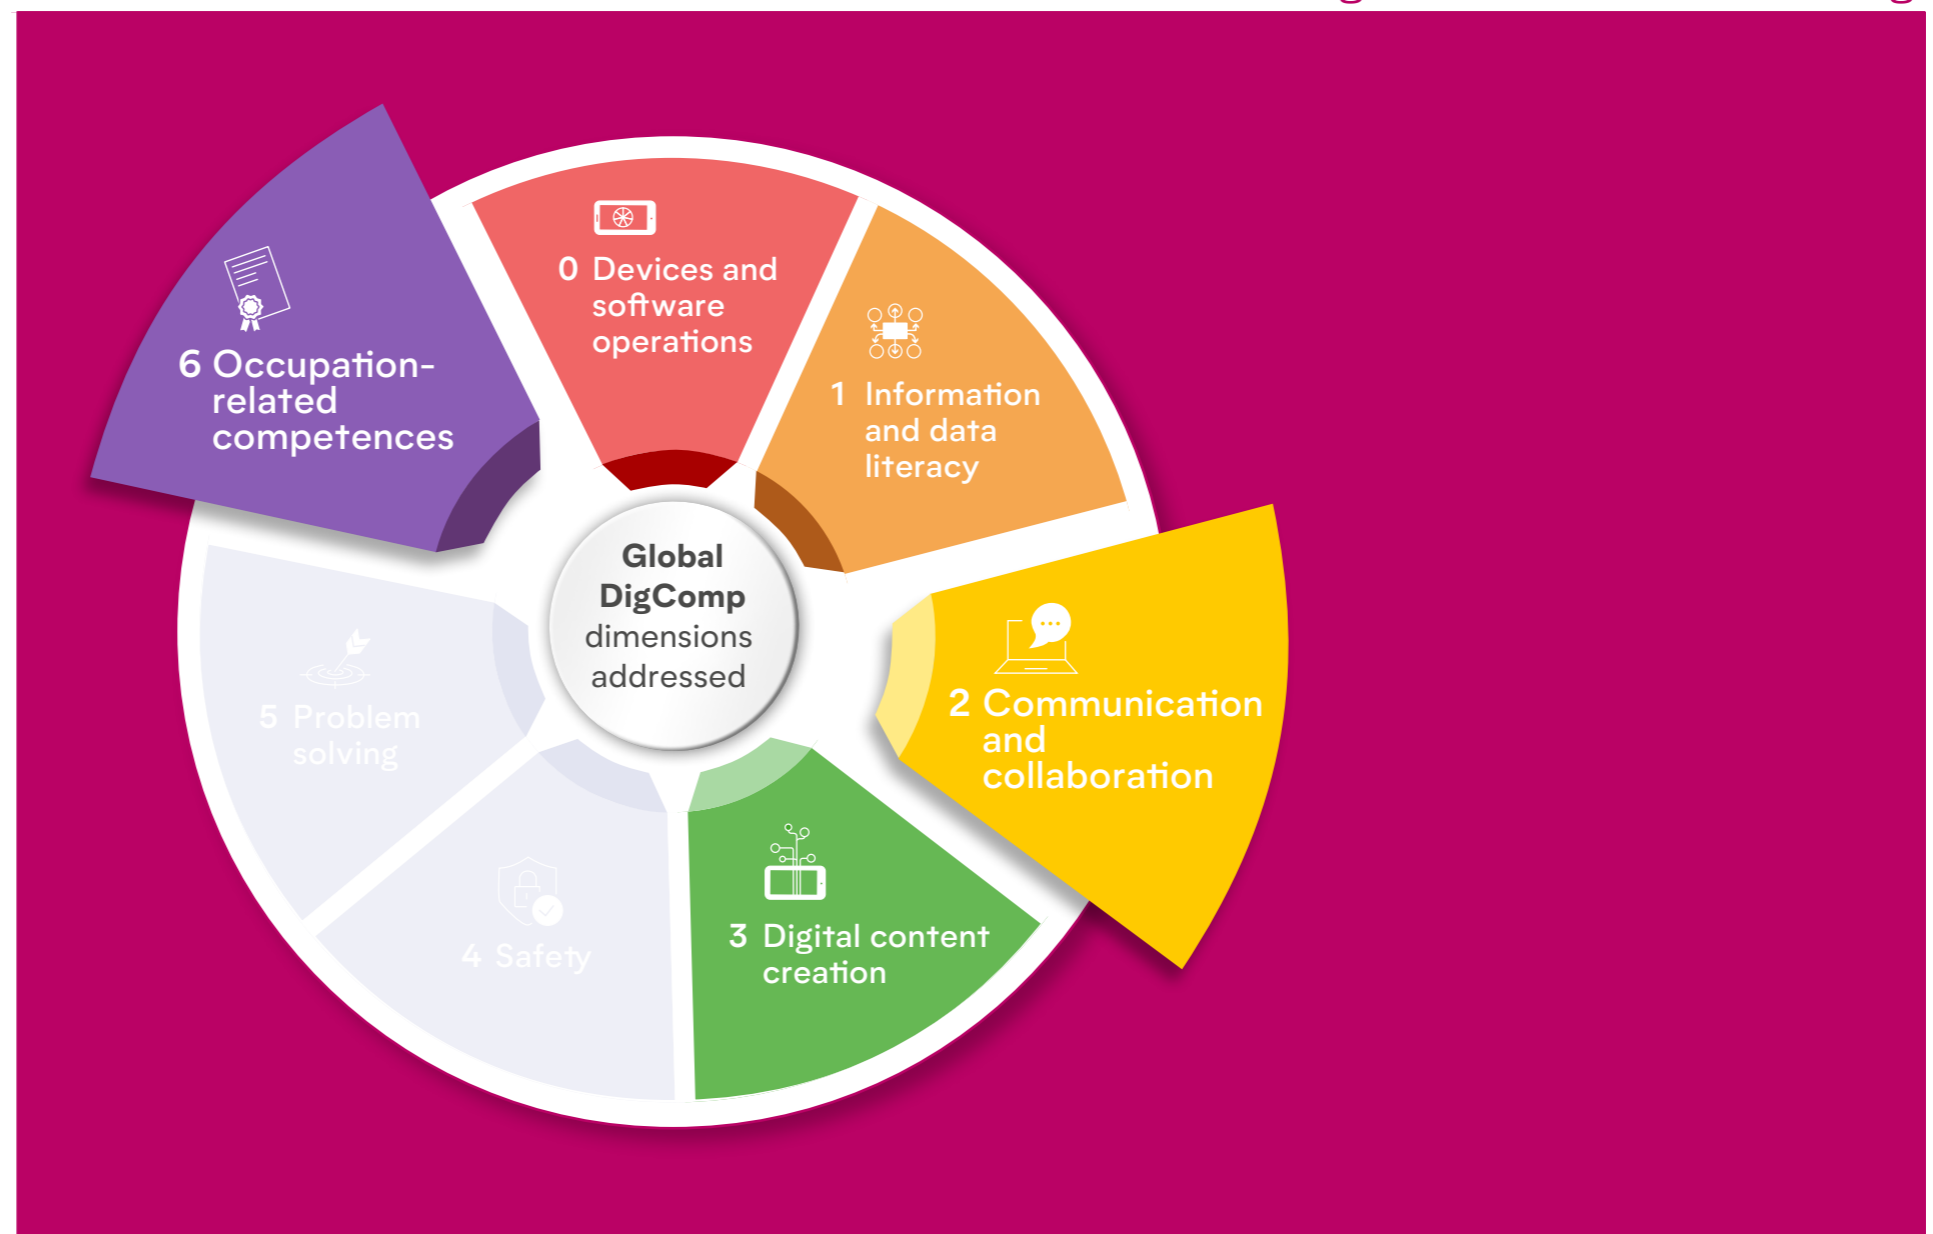 0 Devices and
software
operations
1 Information
and data
literacy
2 Communication
and
collaboration
3 Digital content
creation
4 Safety
5 Problem
solving
6 Occupation-
related
competences
Global
DigComp
dimensions
addressed